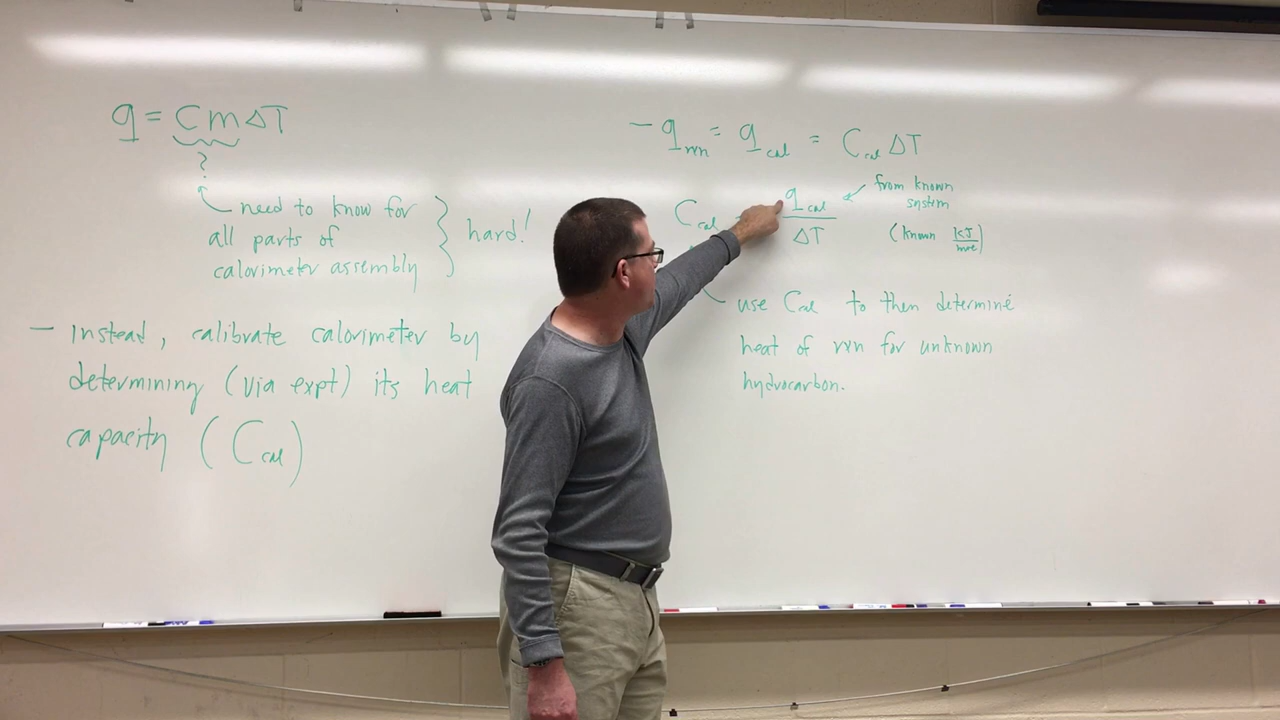 q = Cm∆T
?
need to know for
all parts of
calorimeter assembly
hard!
- Instead, calibrate calorimeter by
determining (via expt) its heat
capacity (Ccal)
-qrxn = qcal = Ccal∆T
Ccal qcal/∆T
from known
system
(known kJ/mole)
use Ccal to then determine
heat of rxn for unknown
hydrocarbon.